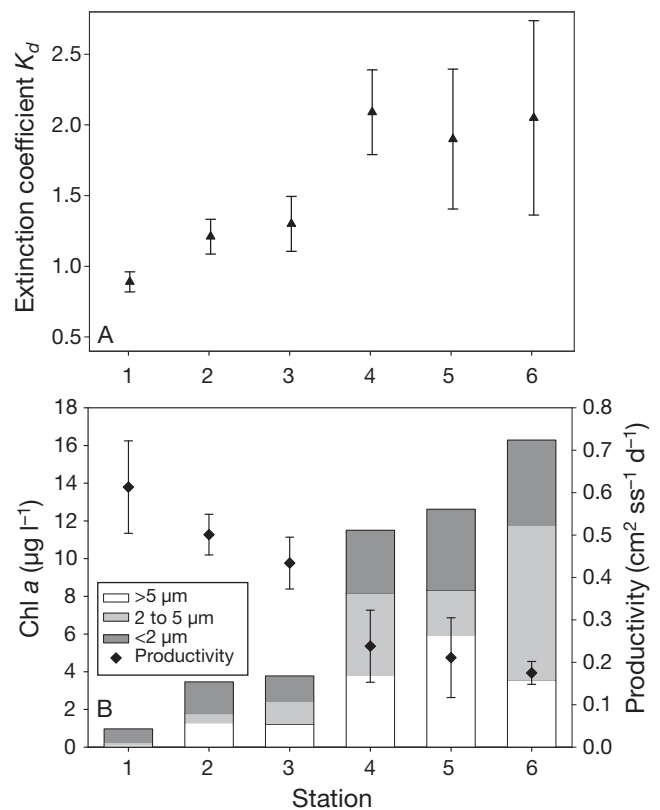 Extinction coefficient K_d
2.5
2.0
1.5
1.0
0.5
A
1 2 3 4 5 6
Chl a (µg l⁻¹)
18
16
14
12
10
8
6
4
2
0
>5 µm
2 to 5 µm
<2 µm
Productivity
B
0.8
0.7
0.6
0.5
0.4
0.3
0.2
0.1
0.0
Productivity (cm² ss⁻¹ d⁻¹)
1 2 3 4 5 6
Station